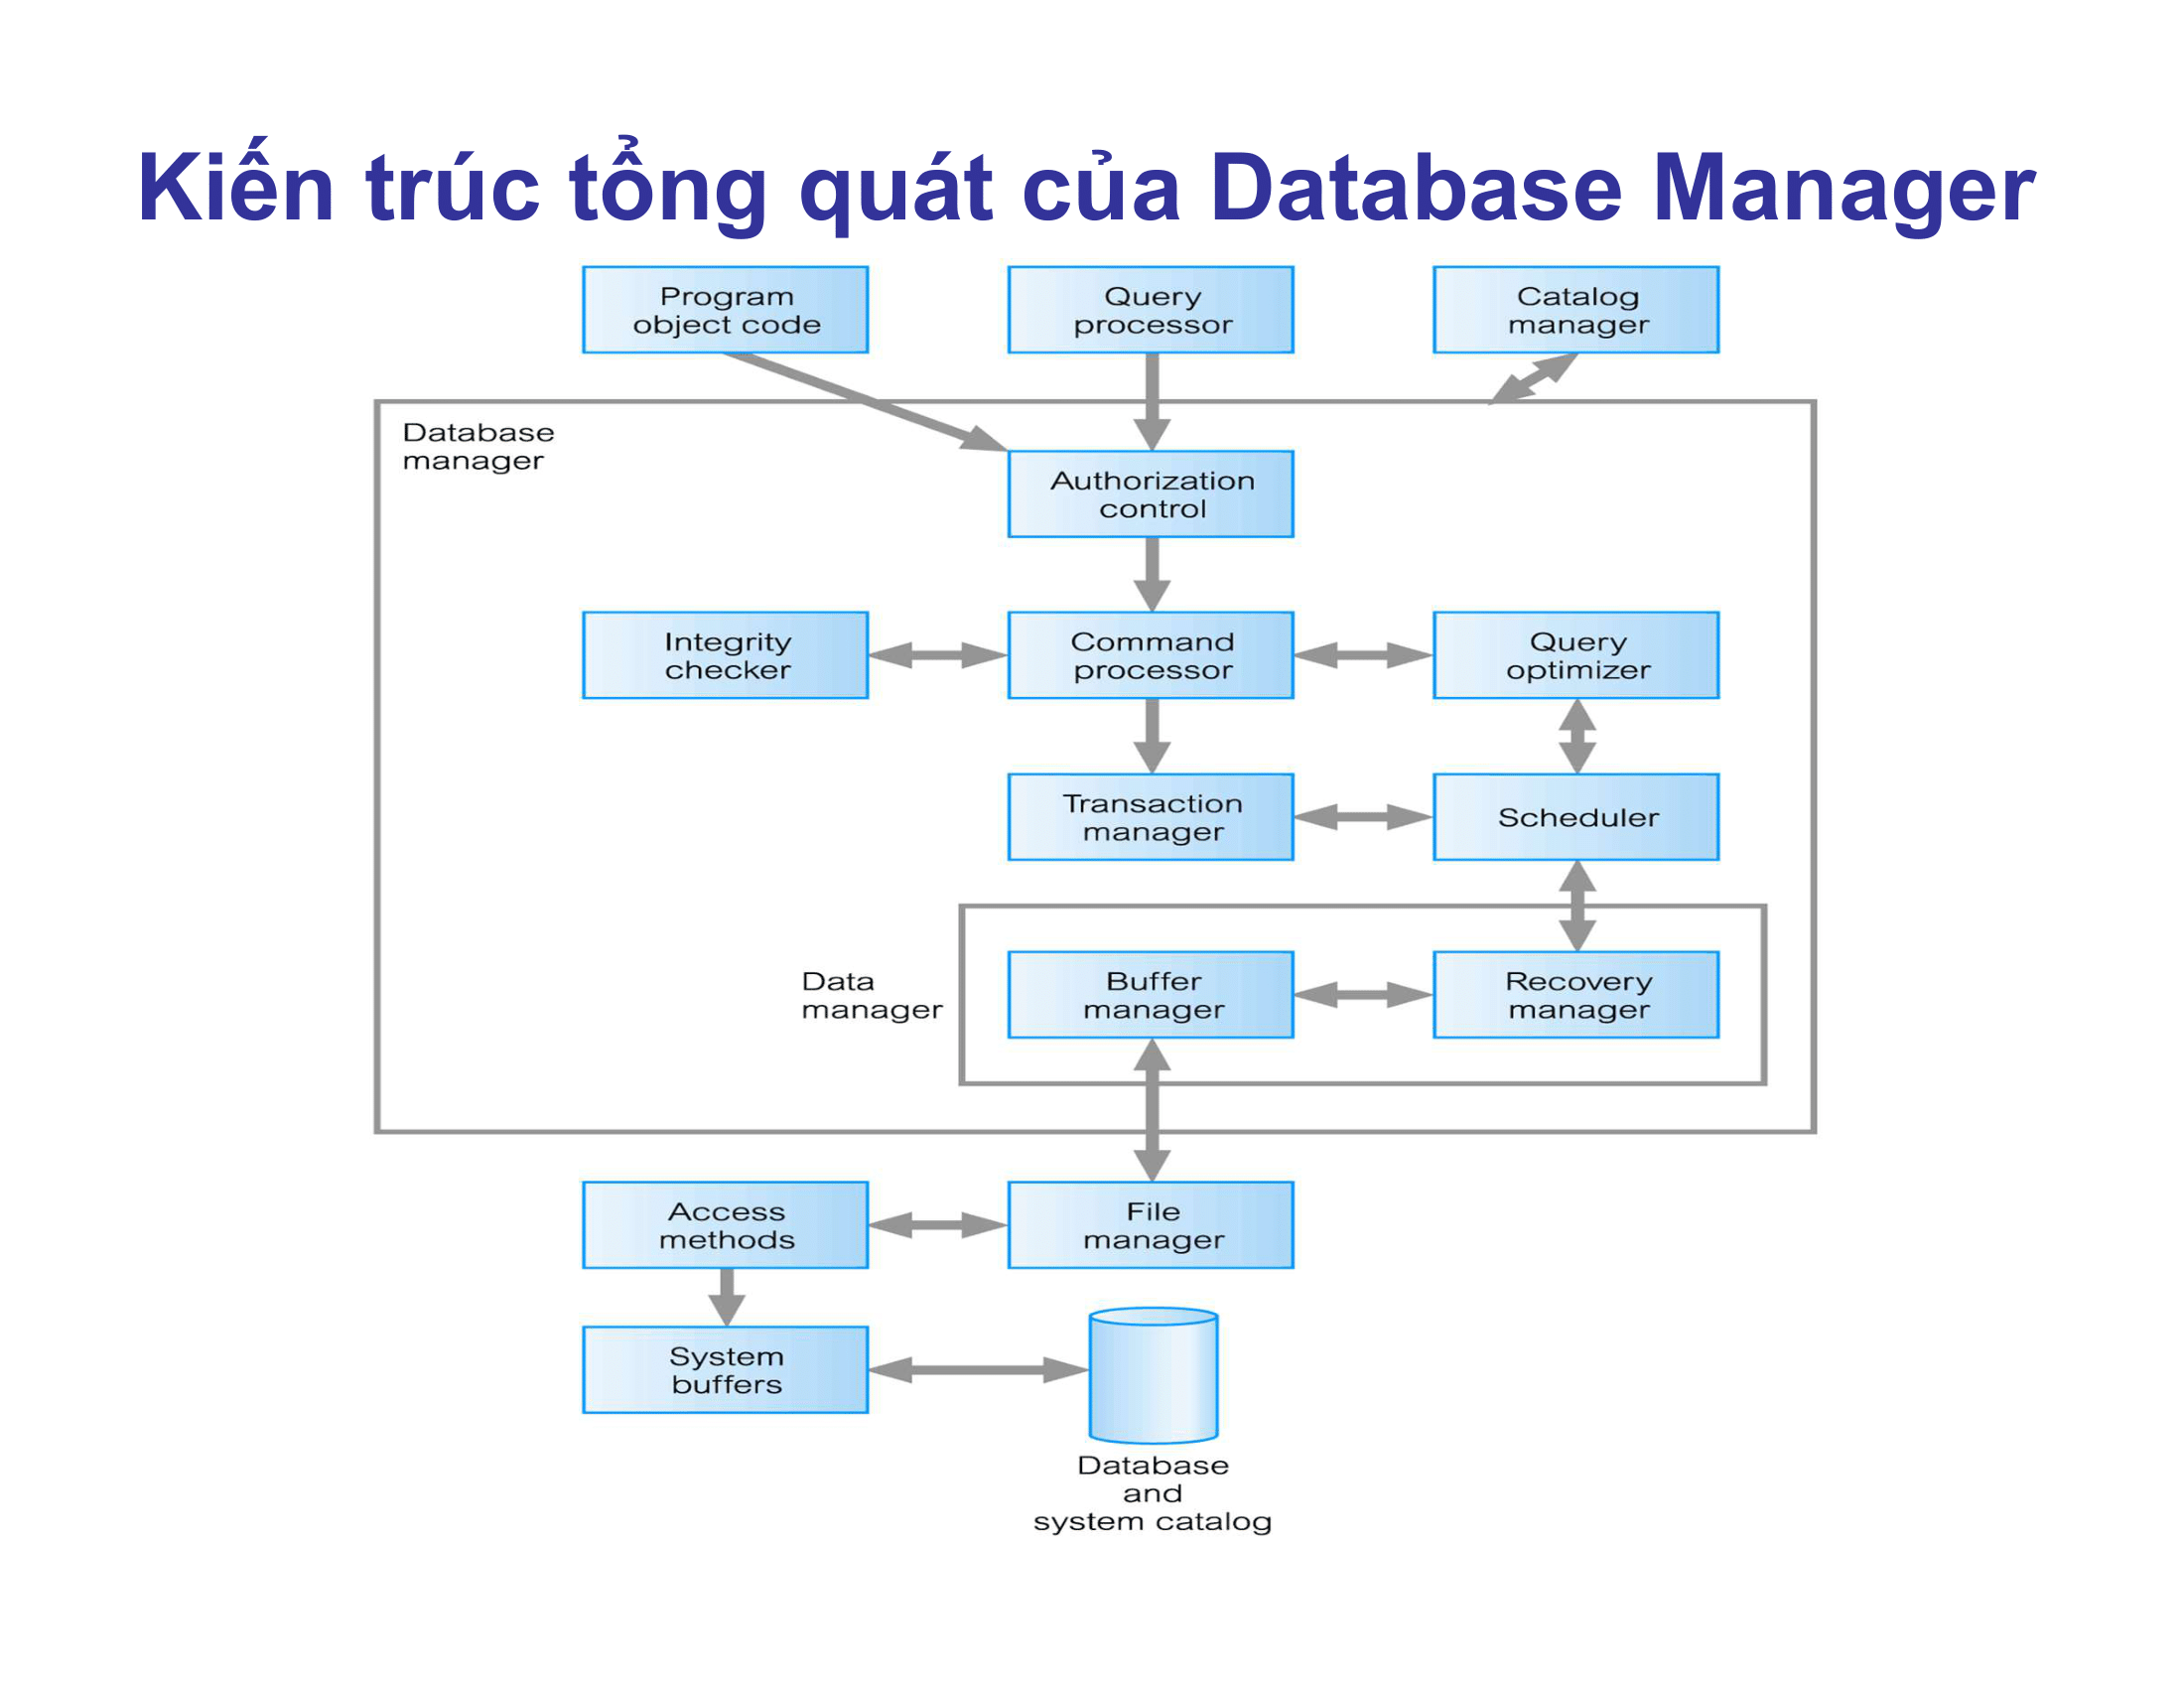 Kiến trúc tổng quát của Database Manager
Program
object code
Query
processor
Catalog
manager
Database
manager
Authorization
control
Integrity
checker
Command
processor
Query
optimizer
Transaction
manager
Scheduler
Data
manager
Buffer
manager
Recovery
manager
Access
methods
File
manager
System
buffers
Database
and
system catalog